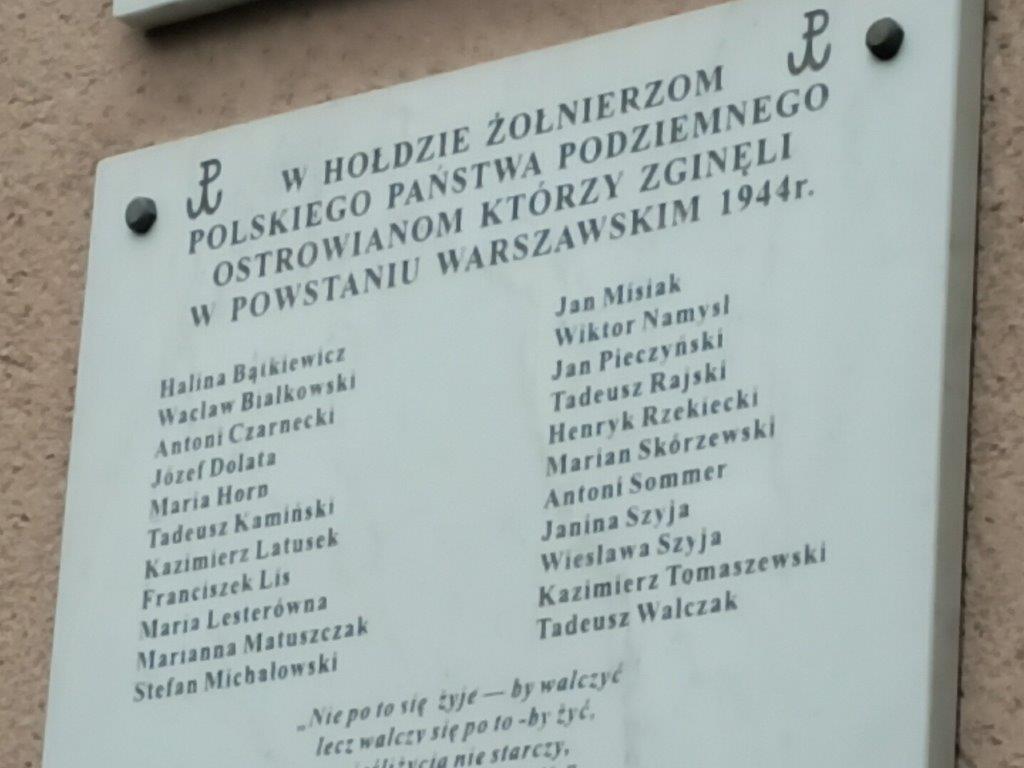 W HOŁDZIE ŻOŁNIERZOM
POLSKIEGO PAŃSTWA PODZIEMNEGO
OSTROWIANOM KTÓRZY ZGINĘLI
W POWSTANIU WARSZAWSKIM 1944r.
Halina Bątkiewicz
Wacław Białkowski
Antoni Czarnecki
Józef Dolata
Maria Horn
Tadeusz Kamiński
Kazimierz Latusek
Franciszek Lis
Maria Lesterówna
Marianna Matuszczak
Stefan Michałowski
Jan Misiak
Wiktor Namysł
Jan Pieczyński
Tadeusz Rajski
Henryk Rzekiecki
Marian Skórzewski
Antoni Sommer
Janina Szyja
Wiesława Szyja
Kazimierz Tomaszewski
Tadeusz Walczak
„Nie po to się żyje — by walczyć
lecz walczy się po to -by żyć,
życia nie starczy,